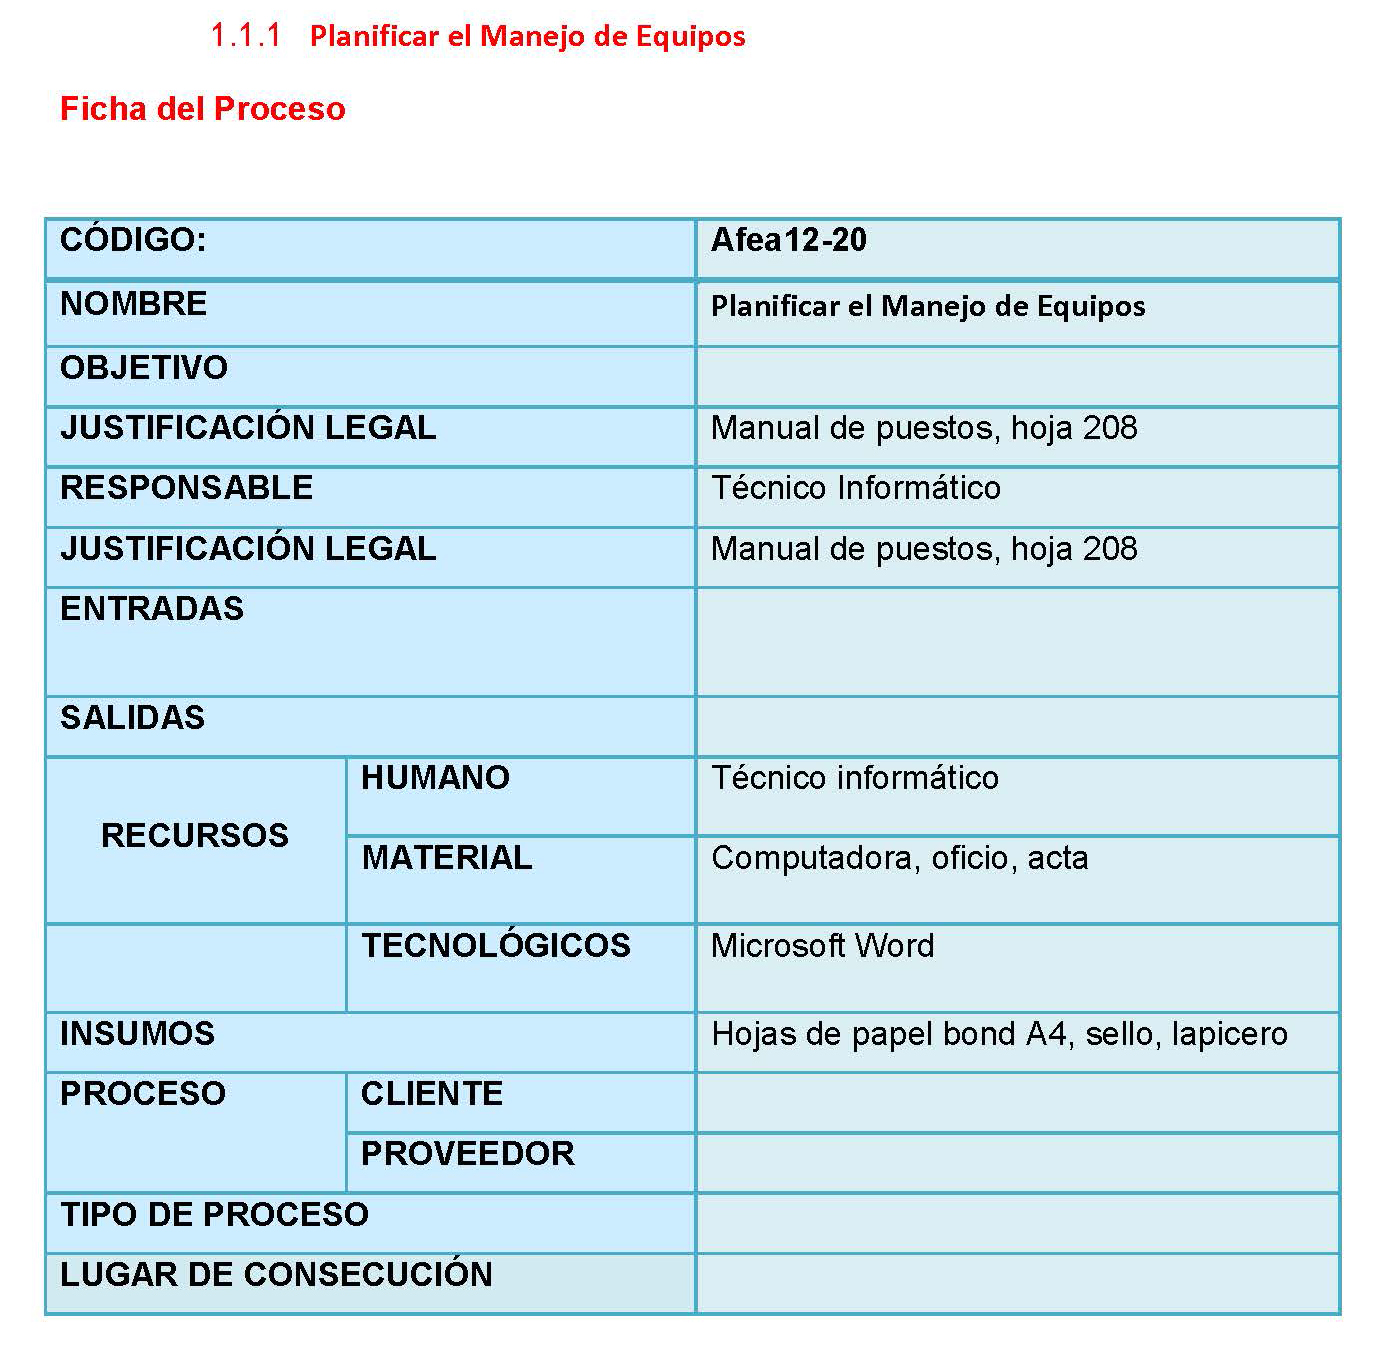 1.1.1 Planificar el Manejo de Equipos
Ficha del Proceso
CÓDIGO: Afea12-20
NOMBRE Planificar el Manejo de Equipos
OBJETIVO
JUSTIFICACIÓN LEGAL Manual de puestos, hoja 208
RESPONSABLE Técnico Informático
JUSTIFICACIÓN LEGAL Manual de puestos, hoja 208
ENTRADAS
SALIDAS
RECURSOS
HUMANO Técnico informático
MATERIAL Computadora, oficio, acta
TECNOLÓGICOS Microsoft Word
INSUMOS Hojas de papel bond A4, sello, lapicero
PROCESO CLIENTE
PROVEEDOR
TIPO DE PROCESO
LUGAR DE CONSECUCIÓN